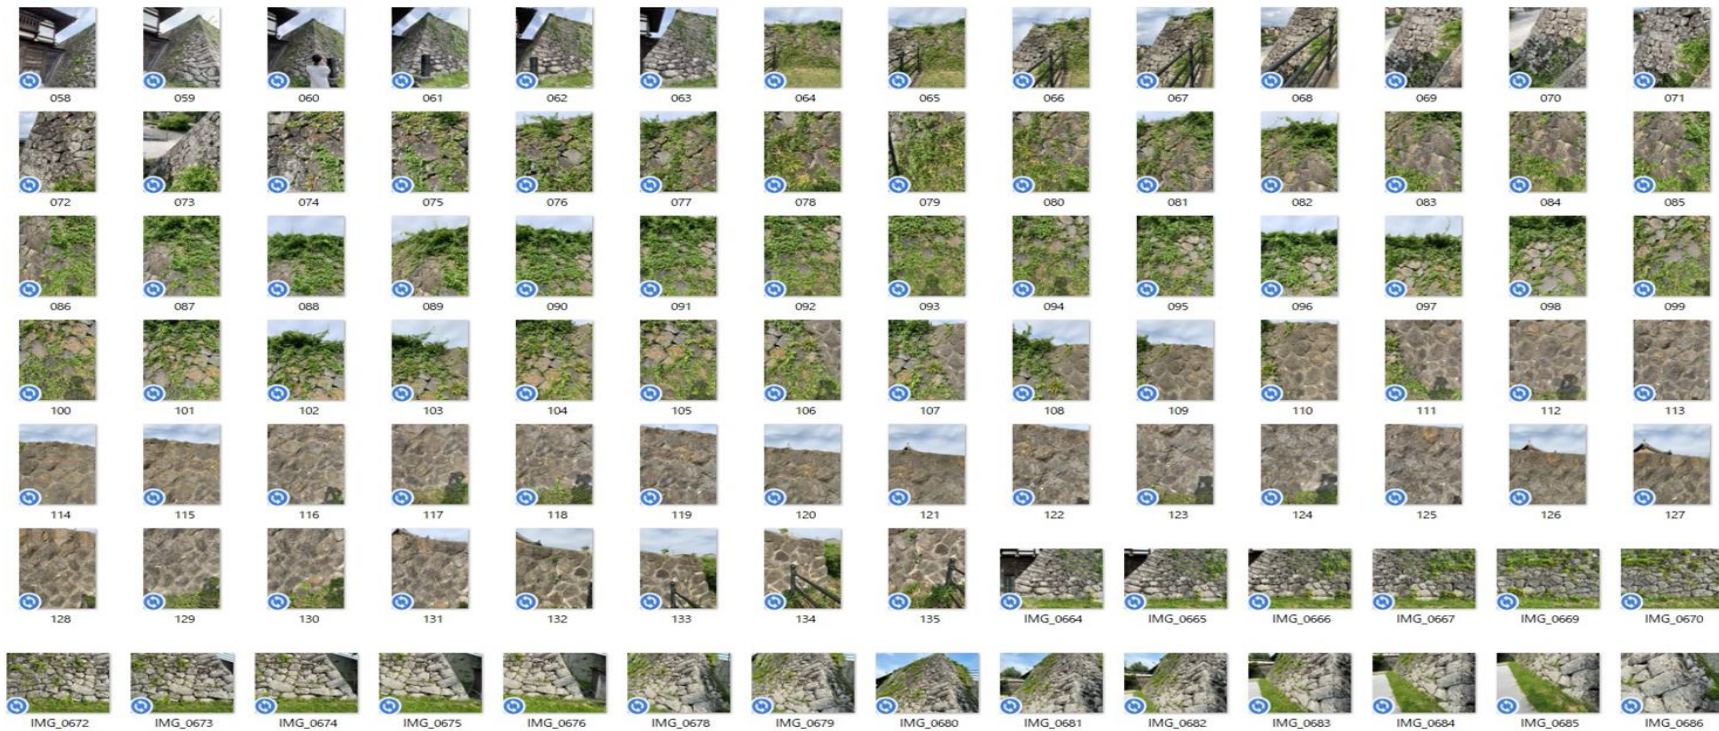 058 059 060 061 062 063 064 065 066 067 068 069 070 071
072 073 074 075 076 077 078 079 080 081 082 083 084 085
086 087 088 089 090 091 092 093 094 095 096 097 098 099
100 101 102 103 104 105 106 107 108 109 110 111 112 113
114 115 116 117 118 119 120 121 122 123 124 125 126 127
128 129 130 131 132 133 134 135 IMG_0664 IMG_0665 IMG_0666 IMG_0667 IMG_0669 IMG_0670
IMG_0672 IMG_0673 IMG_0674 IMG_0675 IMG_0676 IMG_0678 IMG_0679 IMG_0680 IMG_0681 IMG_0682 IMG_0683 IMG_0684 IMG_0685 IMG_0686